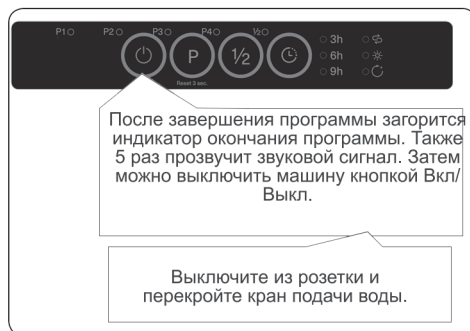 P1 P2 P3 P4 ½
3h
6h
9h
P ½
Reset 3 sec.
После завершения программы загорится
индикатор окончания программы. Также
5 раз прозвучит звуковой сигнал. Затем
можно выключить машину кнопкой Вкл/
Выкл.
Выключите из розетки и
перекройте кран подачи воды.